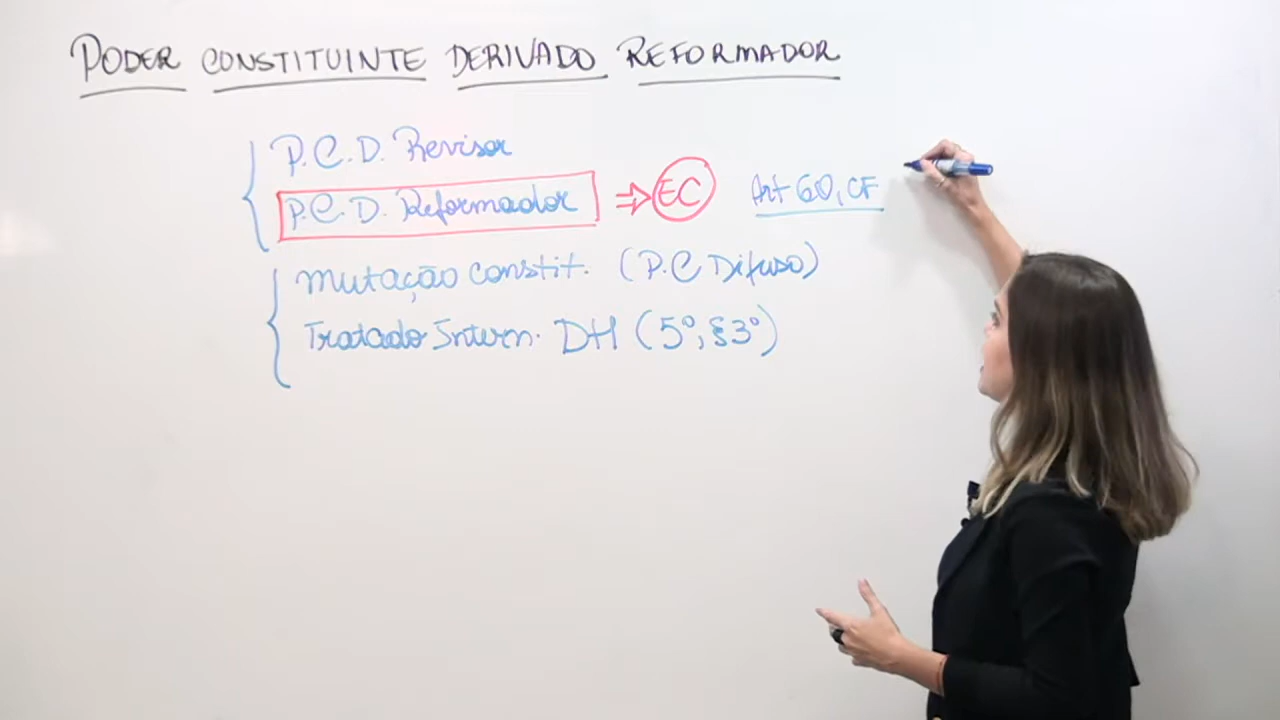 PODER CONSTITUINTE DERIVADO REFORMADOR
P.C.D. Revisor
P.C.D. Reformador ⇒ EC Art 60, CF
Mutação constit. (P.C Difuso)
Tratado Intern. DH (5º, §3º)